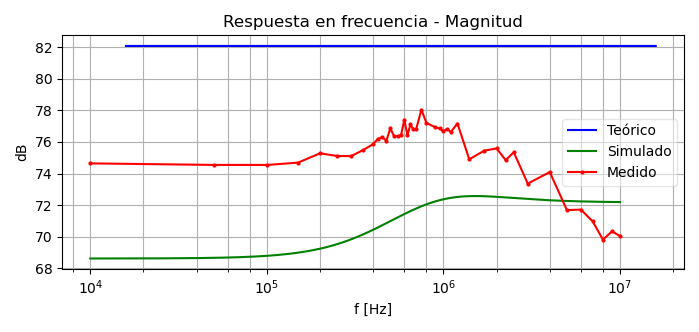 Respuesta en frecuencia - Magnitud
dB
82
80
78
76
74
72
70
68
Teórico
Simulado
Medido
10⁴
10⁵
10⁶
10⁷
f [Hz]